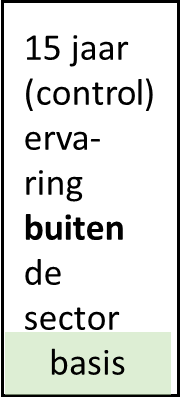 15 jaar
(control)
erva-
ring
buiten
de
sector
basis